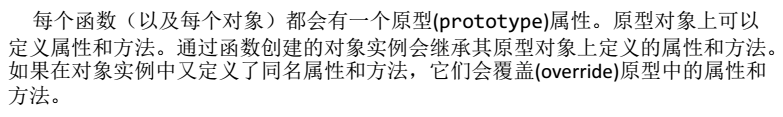 每个函数（以及每个对象）都会有一个原型(prototype)属性。原型对象上可以
定义属性和方法。通过函数创建的对象实例会继承其原型对象上定义的属性和方法。
如果在对象实例中又定义了同名属性和方法，它们会覆盖(override)原型中的属性和
方法。